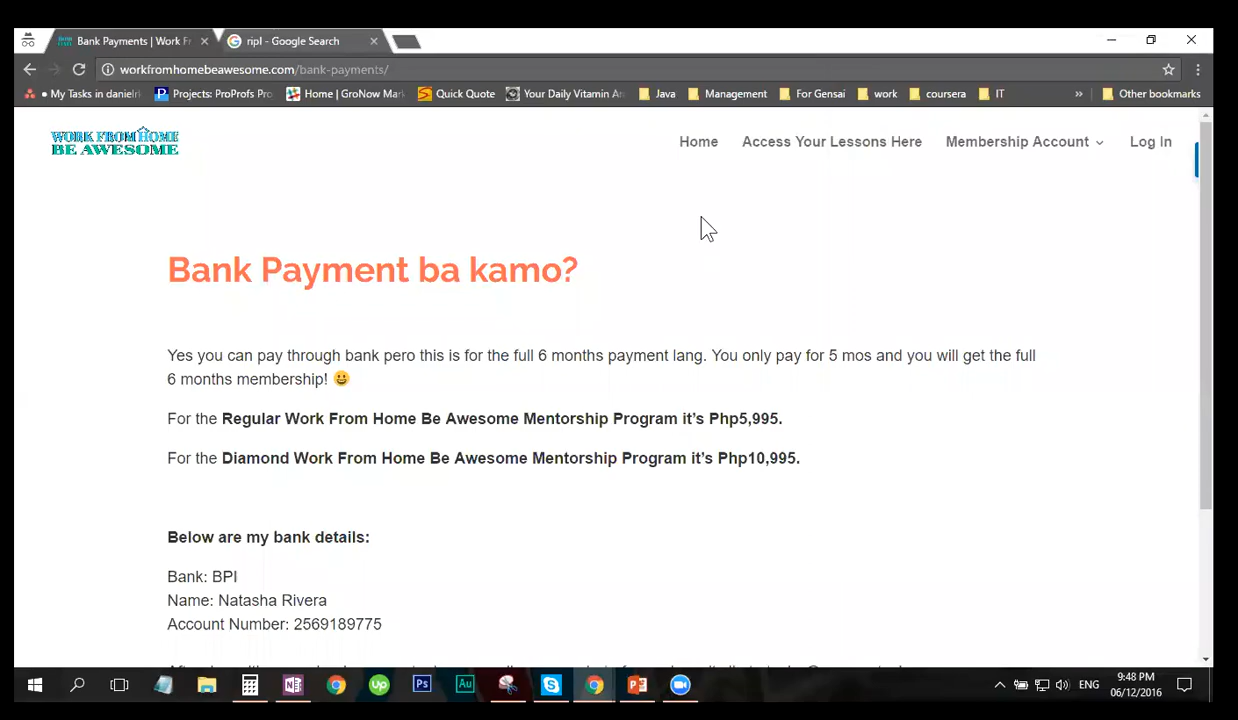 Bank Payments | Work Fr
ripl - Google Search
workfromhomebeawesome.com/bank-payments/
My Tasks in danielri
Projects: ProProfs Pro
Home | GroNow Mark
Quick Quote
Your Daily Vitamin An
Java
Management
For Gensai
work
coursera
IT
»
Other bookmarks
WORK FROM HOME
BE AWESOME
Home
Access Your Lessons Here
Membership Account
Log In
Bank Payment ba kamo?
Yes you can pay through bank pero this is for the full 6 months payment lang. You only pay for 5 mos and you will get the full
6 months membership! 😀
For the Regular Work From Home Be Awesome Mentorship Program it's Php5,995.
For the Diamond Work From Home Be Awesome Mentorship Program it's Php10,995.
Below are my bank details:
Bank: BPI
Name: Natasha Rivera
Account Number: 2569189775
ENG
9:48 PM
06/12/2016